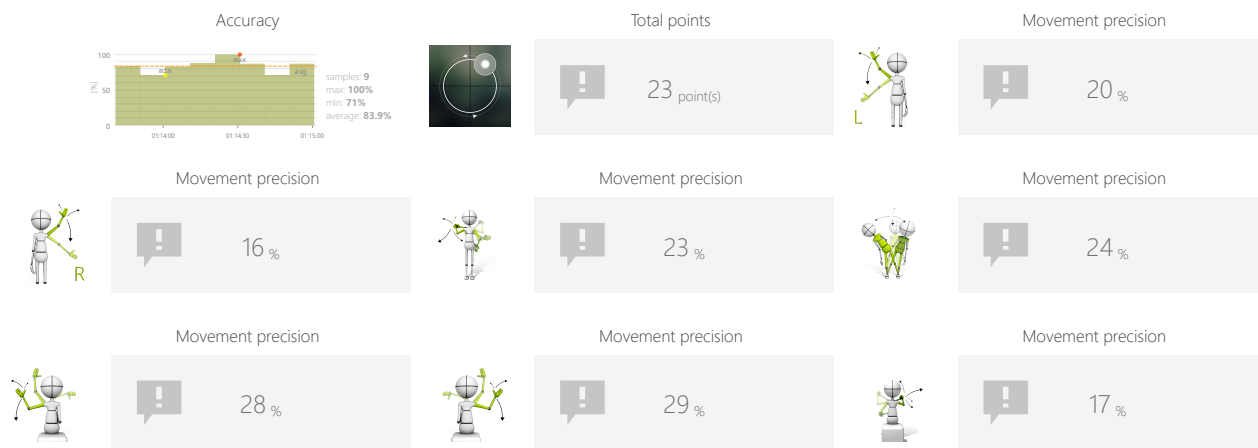 Accuracy
Total points
Movement precision
100
50
0
[%]
min
max
avg
01:14:00
01:14:30
01:15:00
samples: 9
max: 100%
min: 71%
average: 83.9%
23 point(s)
L
20 %
Movement precision
Movement precision
Movement precision
R
16 %
23 %
24 %
Movement precision
Movement precision
Movement precision
28 %
29 %
17 %